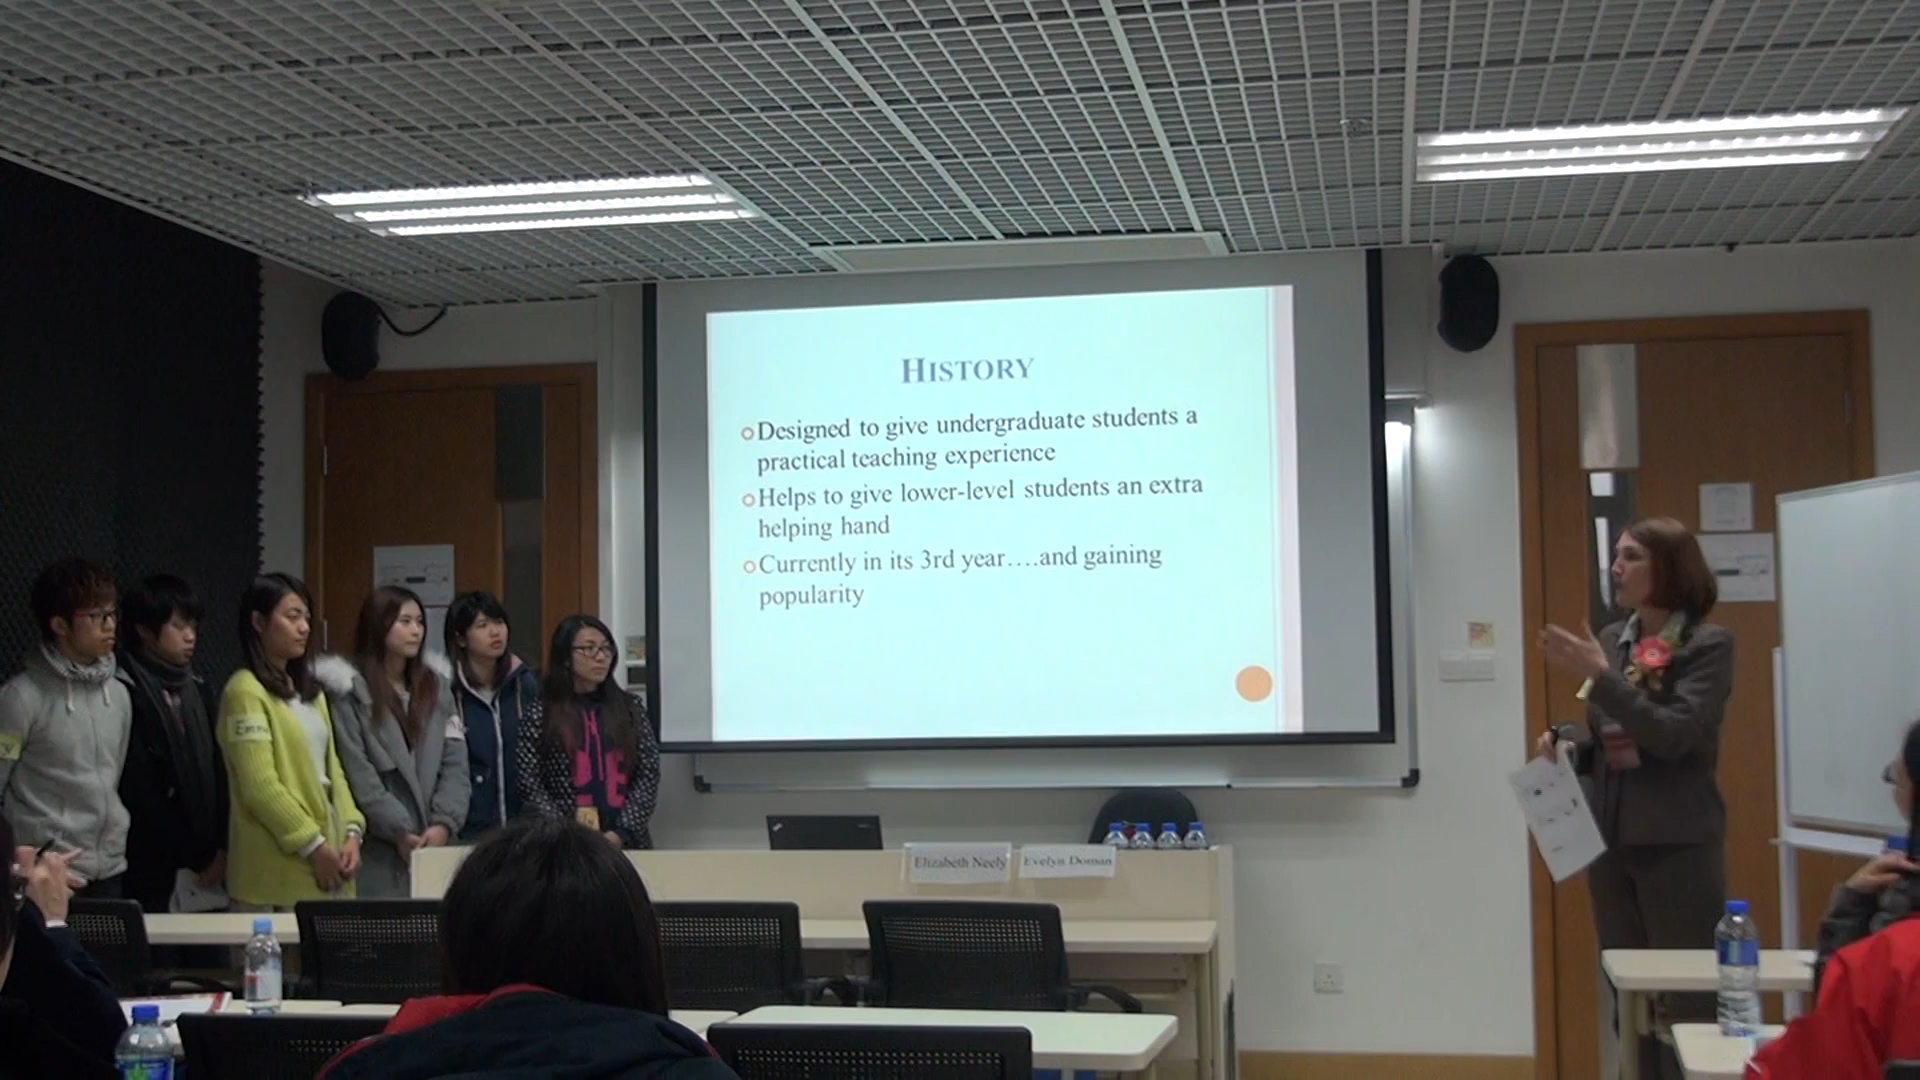 HISTORY
Designed to give undergraduate students a
practical teaching experience
Helps to give lower-level students an extra
helping hand
Currently in its 3rd year....and gaining
popularity
Elizabeth Neely
Evelyn Doman